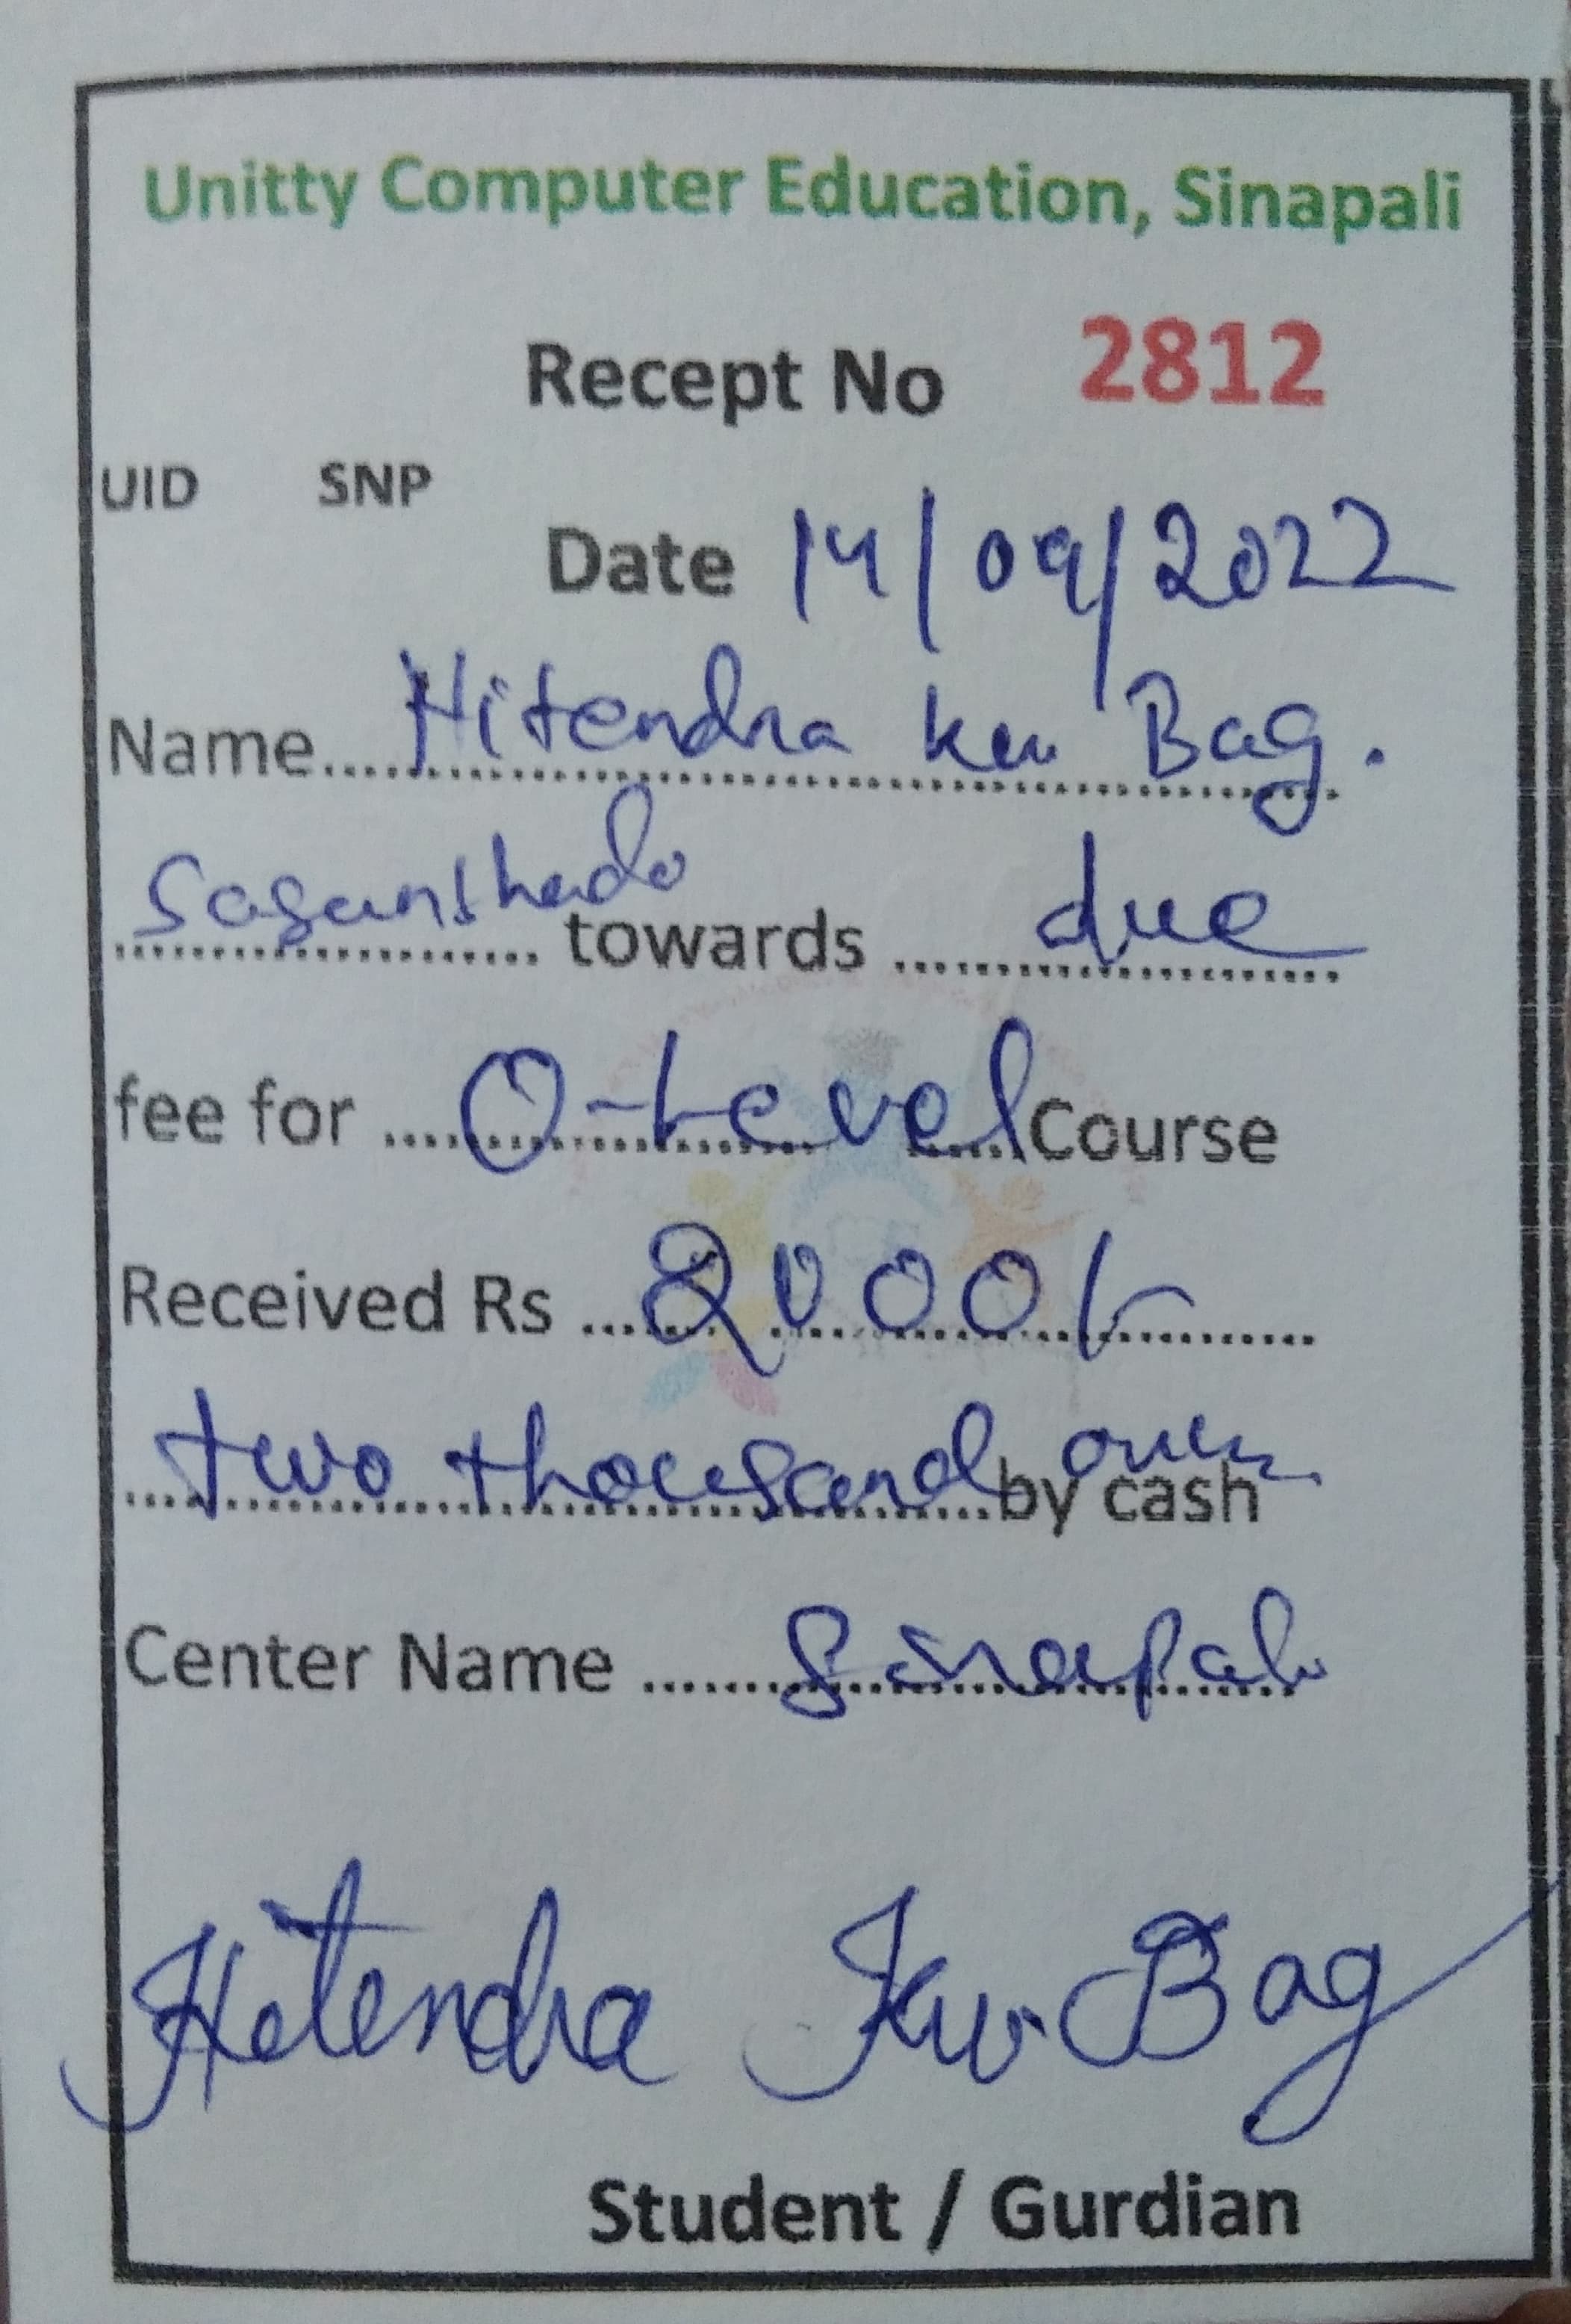 Unitty Computer Education, Sinapali
Recept No 2812
UID SNP
Date 14/09/2022
Name.....Hitendra ku Bag.
.................... towards ..... due
fee for ..... O-Level Course
Received Rs ..... 2000/-
two thousand only by cash
Center Name ..... Sinapali
Hitendra Ku. Bag
Student / Gurdian